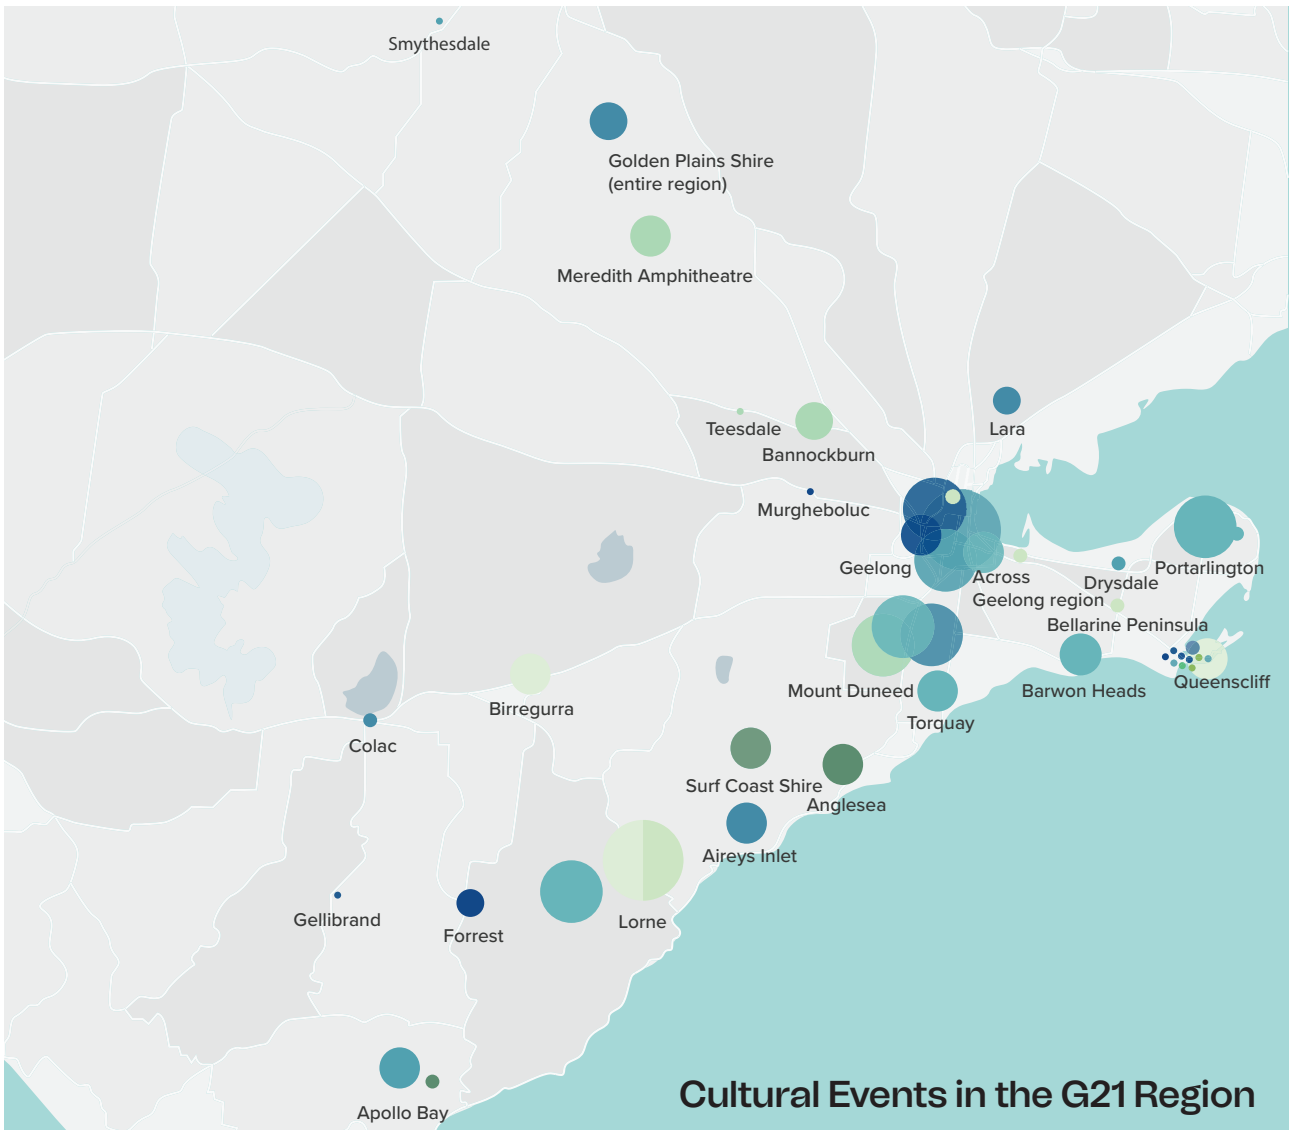 Smythesdale
Golden Plains Shire
(entire region)
Meredith Amphitheatre
Lara
Teesdale
Bannockburn
Murgheboluc
Geelong
Across
Geelong region
Drysdale
Portarlington
Bellarine Peninsula
Queenscliff
Mount Duneed
Barwon Heads
Torquay
Birregurra
Colac
Surf Coast Shire
Anglesea
Aireys Inlet
Gellibrand
Forrest
Lorne
Apollo Bay
Cultural Events in the G21 Region